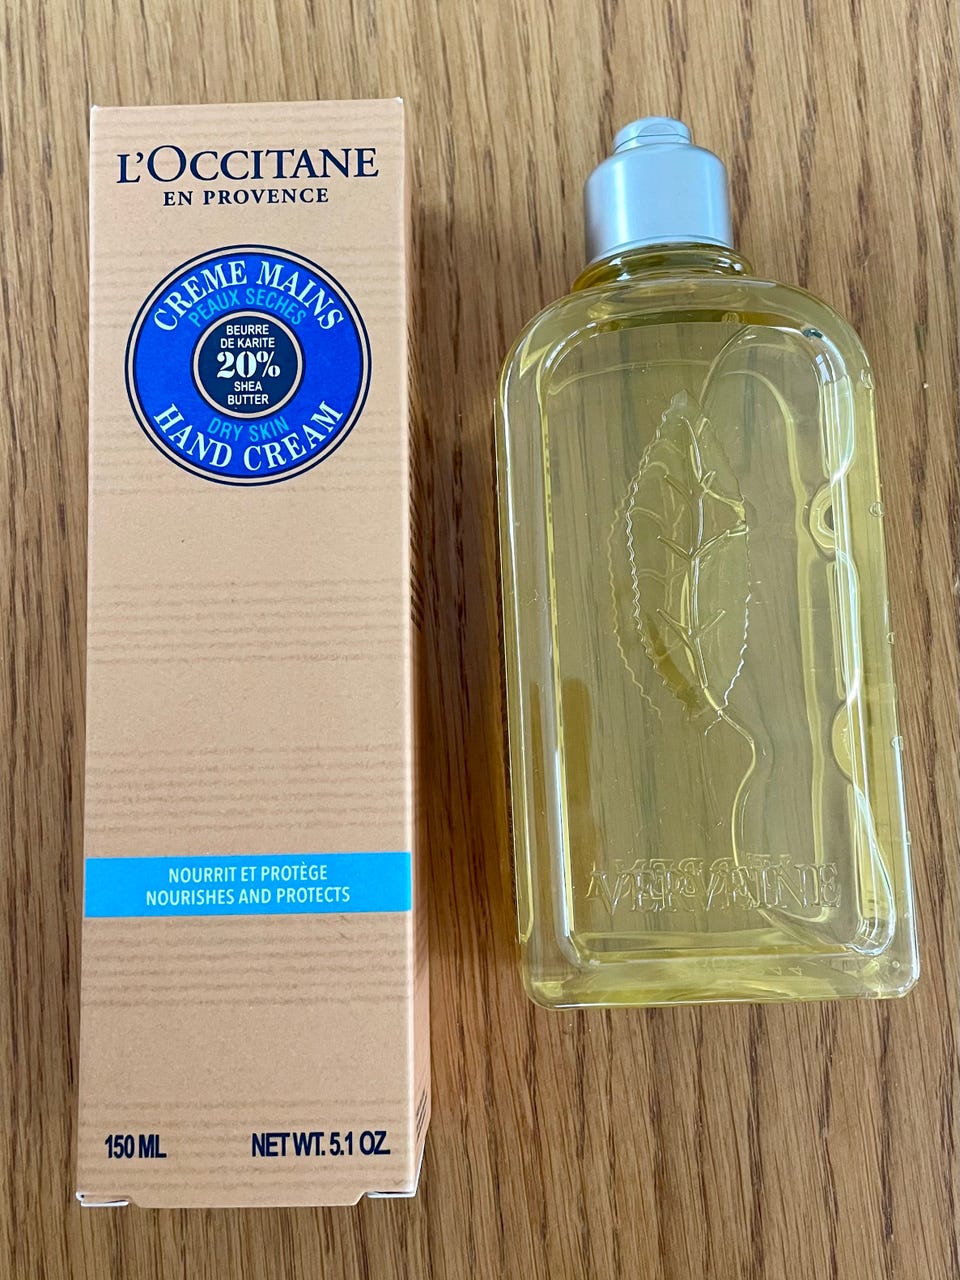 L'OCCITANE
EN PROVENCE
CREME MAINS
PEAUX SECHES
BEURRE
DE KARITE
20%
SHEA
BUTTER
DRY SKIN
HAND CREAM
NOURRIT ET PROTÈGE
NOURISHES AND PROTECTS
150 ML
NET WT. 5.1 OZ.
VERVEINE